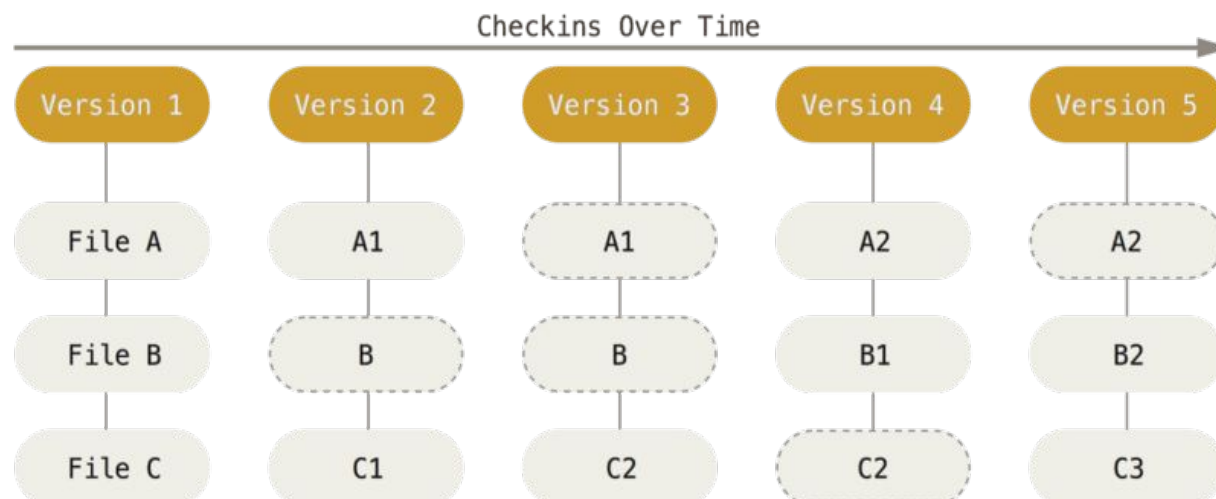 Checkins Over Time
Version 1 Version 2 Version 3 Version 4 Version 5
File A A1 A1 A2 A2
File B B B B1 B2
File C C1 C2 C2 C3